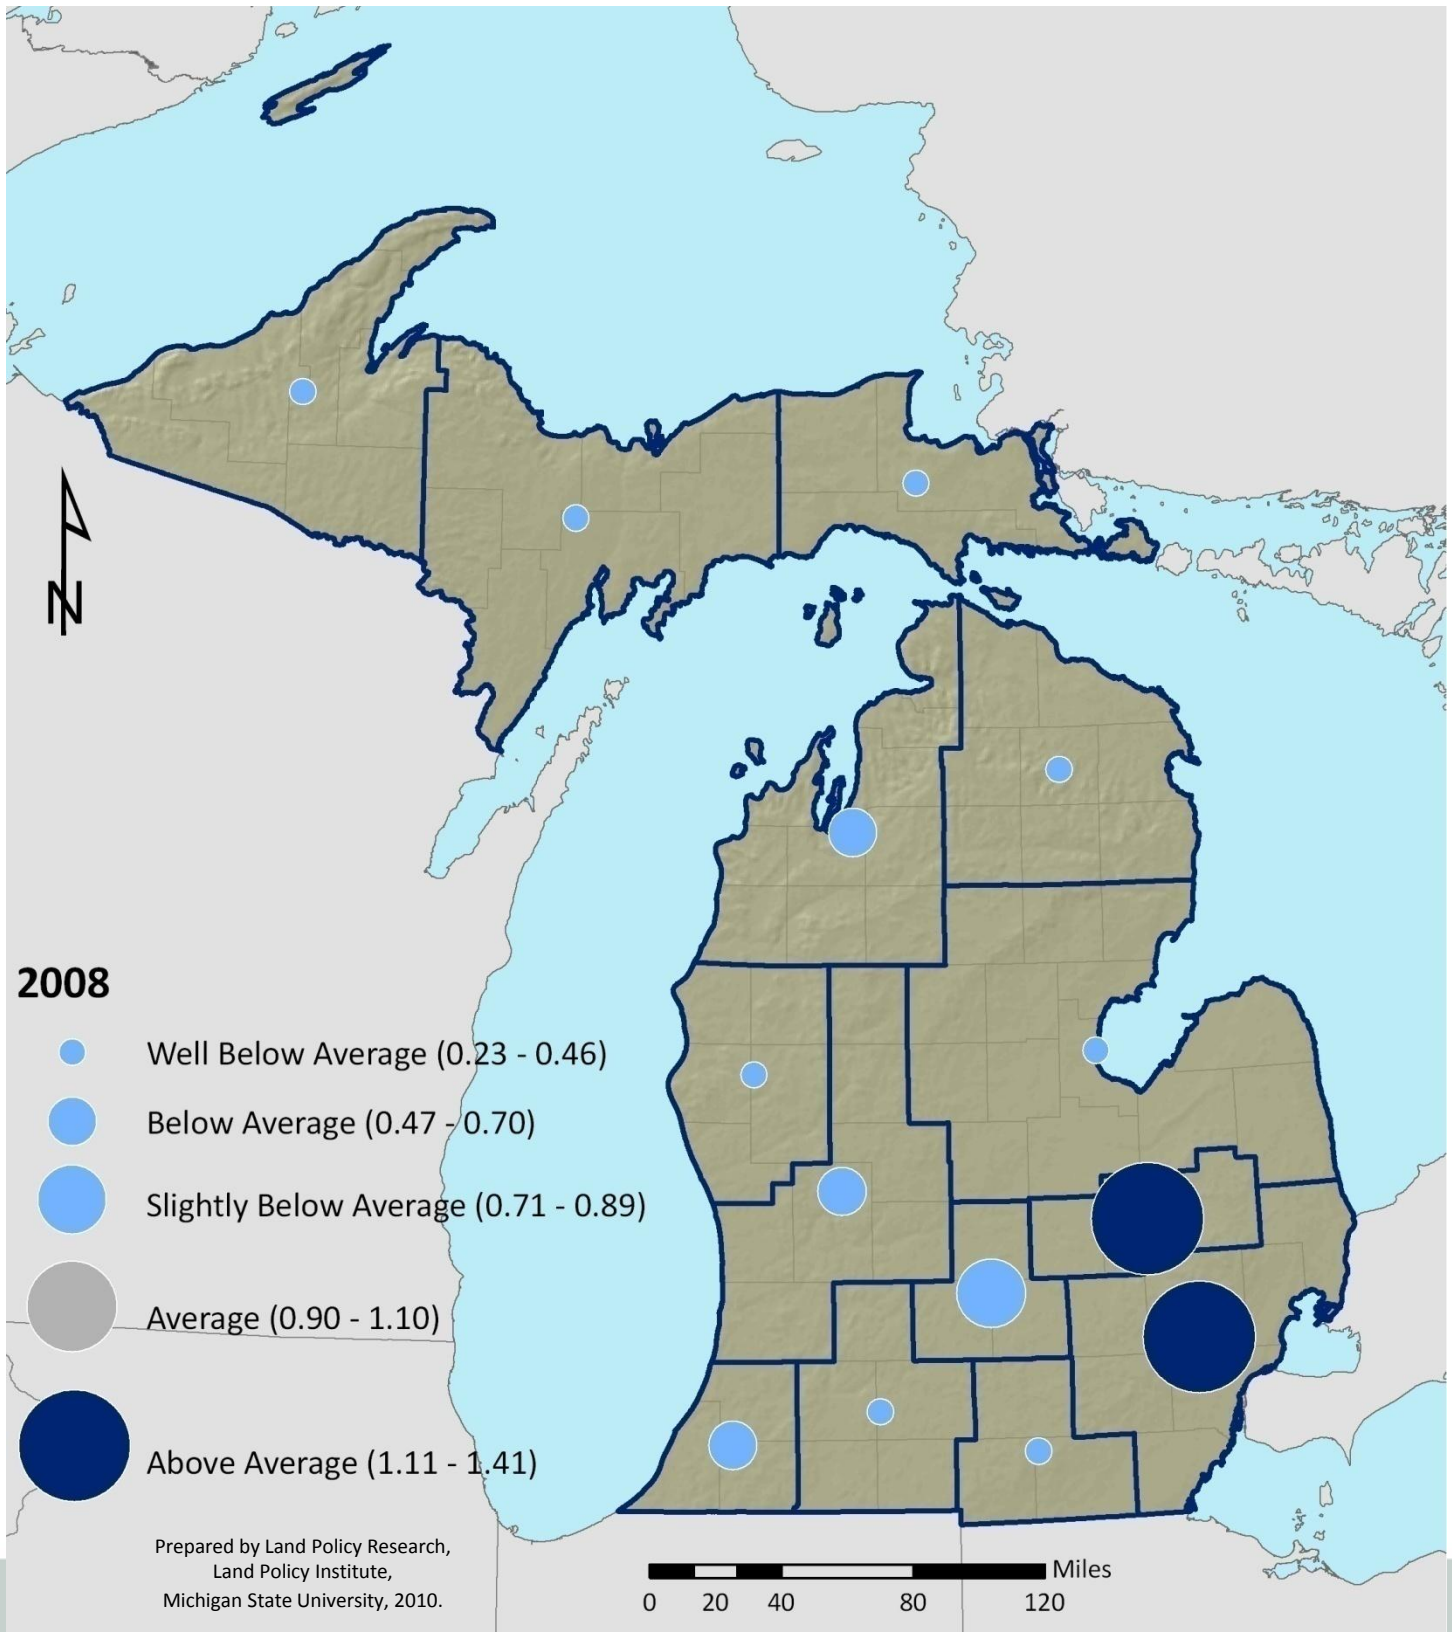 N
2008
Well Below Average (0.23 - 0.46)
Below Average (0.47 - 0.70)
Slightly Below Average (0.71 - 0.89)
Average (0.90 - 1.10)
Above Average (1.11 - 1.41)
Prepared by Land Policy Research,
Land Policy Institute,
Michigan State University, 2010.
Miles
0 20 40 80 120